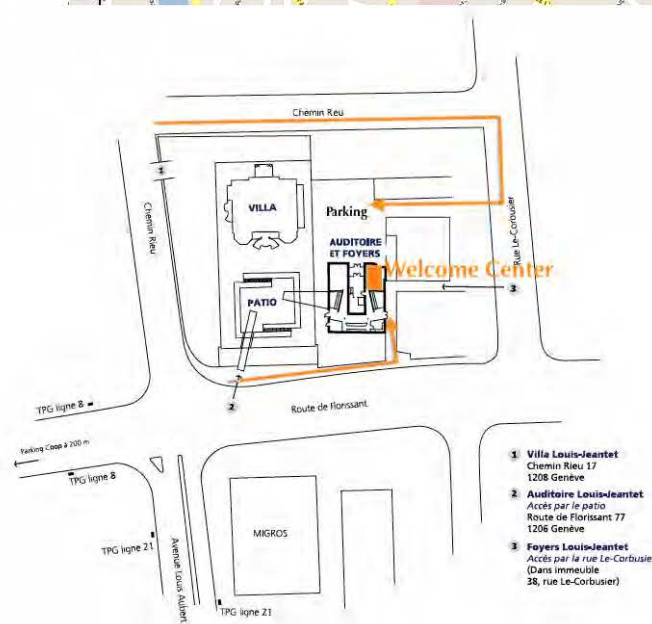 Chemin Reu
1
Chemin Rieu
VILLA
Parking
Rue Le-Corbusier
AUDITOIRE
ET FOYERS
Welcome Center
3
PATIO
2
TPG ligne 8
Route de Florissant
Parking Coop à 200 m
TPG ligne 8
TPG ligne 21
MIGROS
Avenue Louis Aubert
TPG ligne 21
1 Villa Louis-Jeantet
Chemin Rieu 17
1208 Genève
2 Auditoire Louis-Jeantet
Accès par le patio
Route de Florissant 77
1206 Genève
3 Foyers Louis-Jeantet
Accès par la rue Le-Corbusie
(Dans immeuble
38, rue Le-Corbusier)